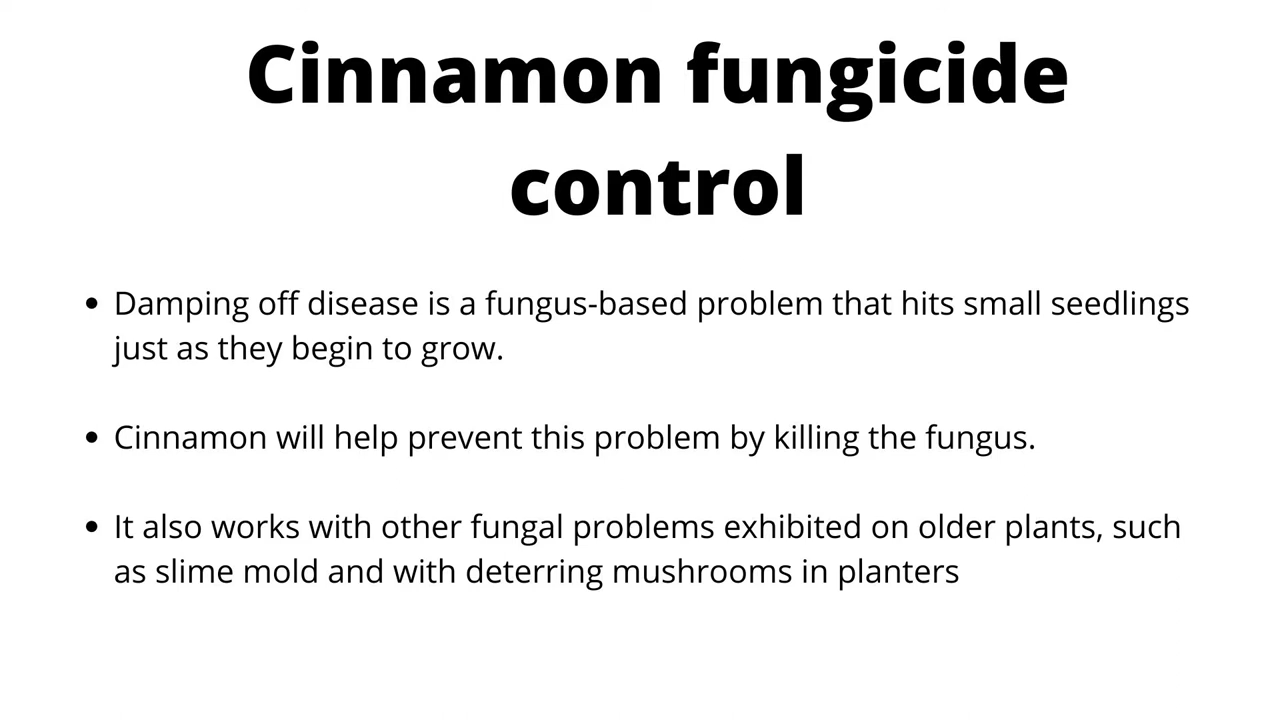 Cinnamon fungicide
control
• Damping off disease is a fungus-based problem that hits small seedlings
just as they begin to grow.
• Cinnamon will help prevent this problem by killing the fungus.
• It also works with other fungal problems exhibited on older plants, such
as slime mold and with deterring mushrooms in planters